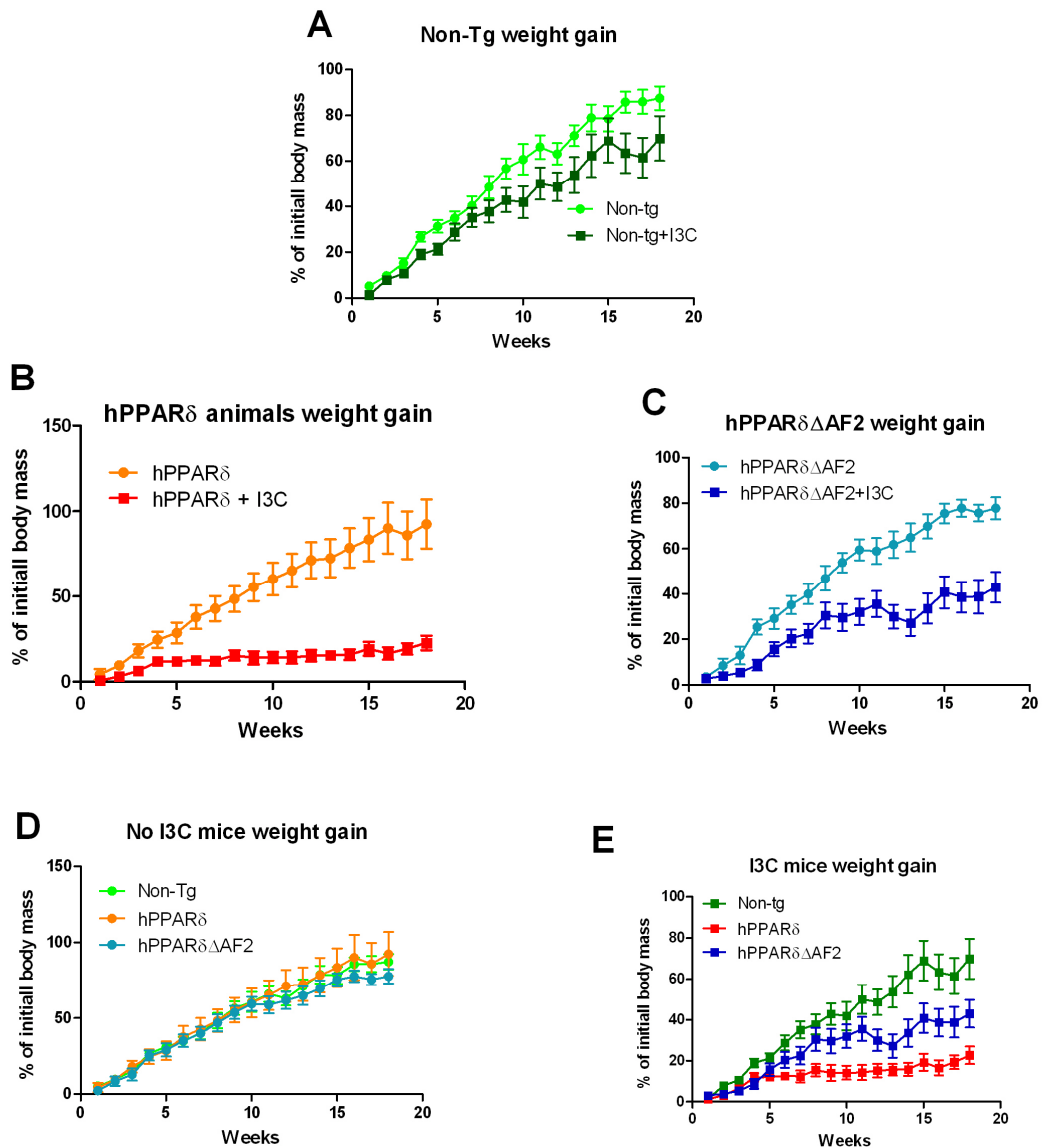 A
Non-Tg weight gain
% of initiall body mass
100
80
60
40
20
0
0
5
10
15
20
Weeks
Non-tg
Non-tg+I3C
B
hPPARδ animals weight gain
% of initiall body mass
150
100
50
0
0
5
10
15
20
Weeks
hPPARδ
hPPARδ + I3C
C
hPPARδΔAF2 weight gain
% of initiall body mass
100
80
60
40
20
0
0
5
10
15
20
Weeks
hPPARδΔAF2
hPPARδΔAF2+I3C
D
No I3C mice weight gain
% of initiall body mass
150
100
50
0
0
5
10
15
20
Weeks
Non-Tg
hPPARδ
hPPARδΔAF2
E
I3C mice weight gain
% of initiall body mass
100
80
60
40
20
0
0
5
10
15
20
Weeks
Non-tg
hPPARδ
hPPARδΔAF2